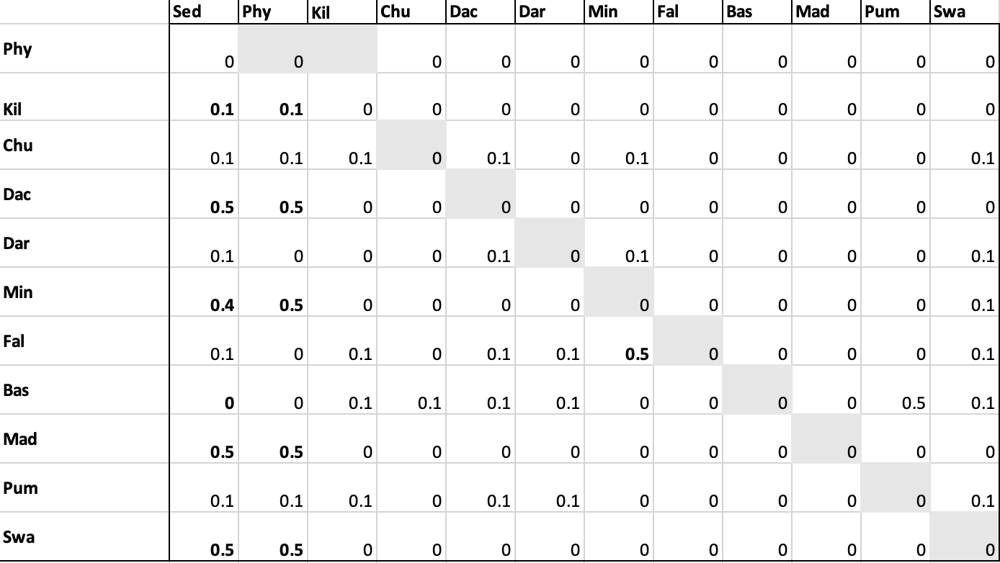 Sed Phy Kil Chu Dac Dar Min Fal Bas Mad Pum Swa
Phy 0 0 0 0 0 0 0 0 0 0 0
Kil 0.1 0.1 0 0 0 0 0 0 0 0 0 0
Chu 0.1 0.1 0.1 0 0.1 0 0.1 0 0 0 0 0.1
Dac 0.5 0.5 0 0 0 0 0 0 0 0 0 0
Dar 0.1 0 0 0 0.1 0 0.1 0 0 0 0 0.1
Min 0.4 0.5 0 0 0 0 0 0 0 0 0 0.1
Fal 0.1 0 0.1 0 0.1 0.1 0.5 0 0 0 0 0.1
Bas 0 0 0.1 0.1 0.1 0.1 0 0 0 0 0.5 0.1
Mad 0.5 0.5 0 0 0 0 0 0 0 0 0 0
Pum 0.1 0.1 0.1 0 0.1 0.1 0 0 0 0 0 0.1
Swa 0.5 0.5 0 0 0 0 0 0 0 0 0 0